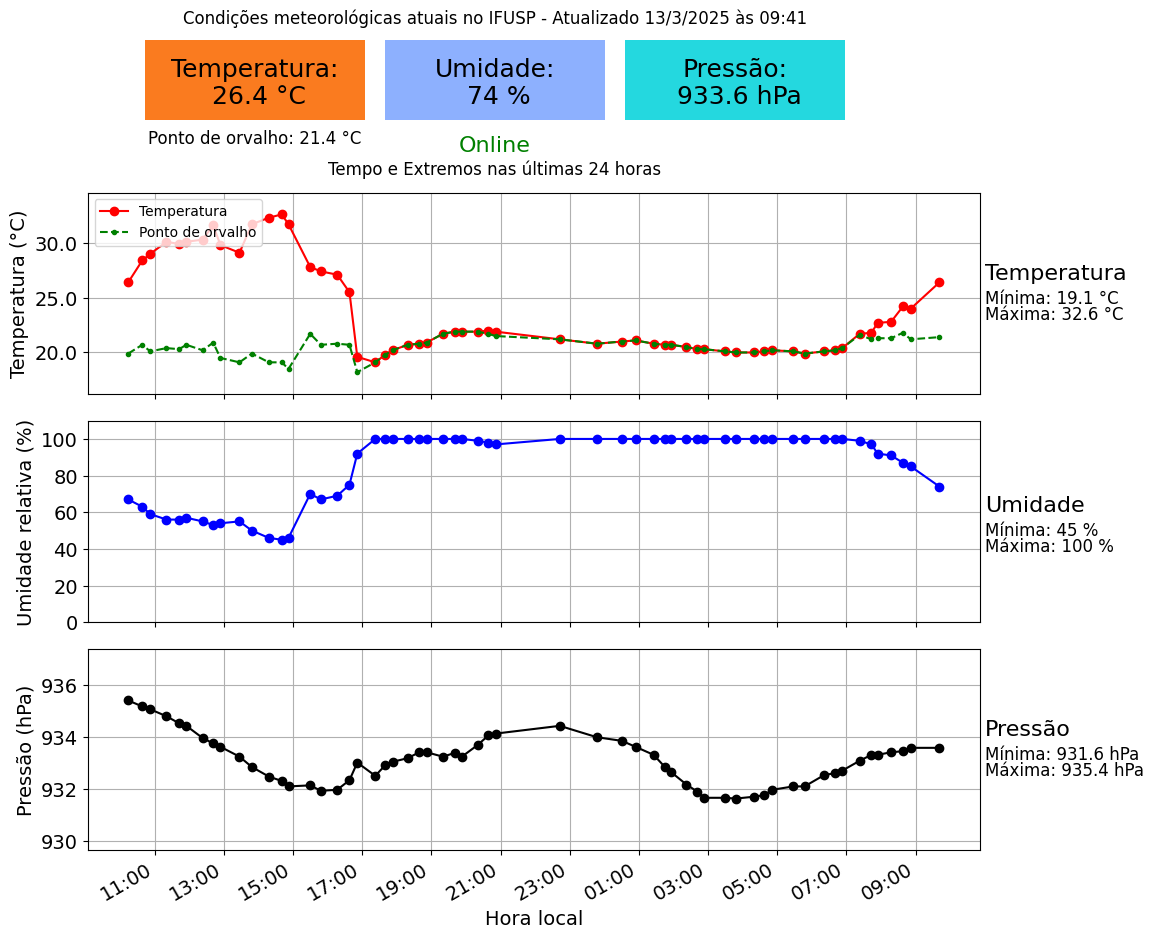 Condições meteorológicas atuais no IFUSP - Atualizado 13/3/2025 às 09:41
Temperatura:
26.4 °C
Umidade:
74 %
Pressão:
933.6 hPa
Ponto de orvalho: 21.4 °C
Online
Tempo e Extremos nas últimas 24 horas
Temperatura (°C)
30.0
25.0
20.0
Temperatura
Ponto de orvalho
Temperatura
Mínima: 19.1 °C
Máxima: 32.6 °C
Umidade relativa (%)
100
80
60
40
20
0
Umidade
Mínima: 45 %
Máxima: 100 %
Pressão (hPa)
936
934
932
930
Pressão
Mínima: 931.6 hPa
Máxima: 935.4 hPa
11:00 13:00 15:00 17:00 19:00 21:00 23:00 01:00 03:00 05:00 07:00 09:00
Hora local